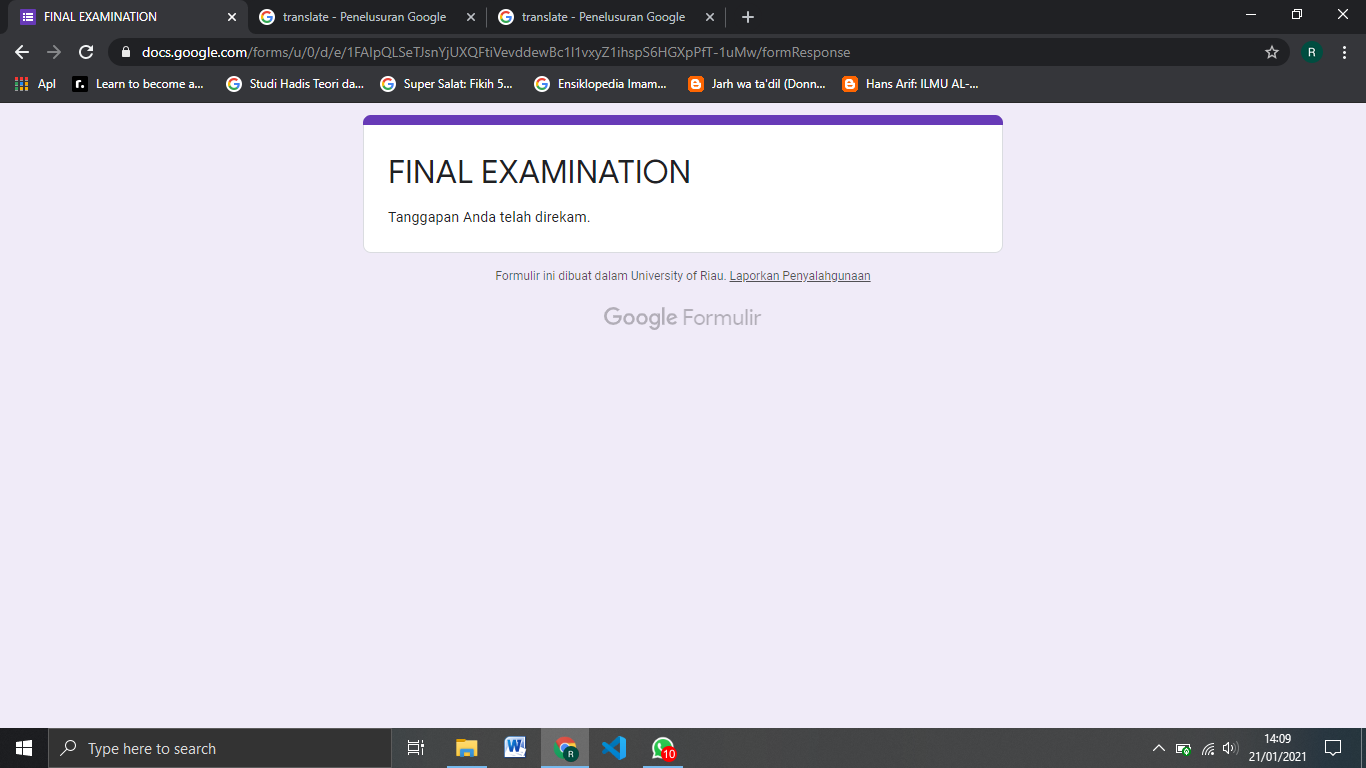 FINAL EXAMINATION
translate - Penelusuran Google
translate - Penelusuran Google
docs.google.com/forms/u/0/d/e/1FAIpQLSeTJsnYjUXQFtiVevddewBc1l1vxyZ1ihspS6HGXpPfT-1uMw/formResponse
R
Apl
r.
Learn to become a...
Studi Hadis Teori da...
Super Salat: Fikih 5...
Ensiklopedia Imam...
Jarh wa ta'dil (Donn...
Hans Arif: ILMU AL-...
FINAL EXAMINATION
Tanggapan Anda telah direkam.
Formulir ini dibuat dalam University of Riau. Laporkan Penyalahgunaan
Google Formulir
Type here to search
W
R
10
14:09
21/01/2021